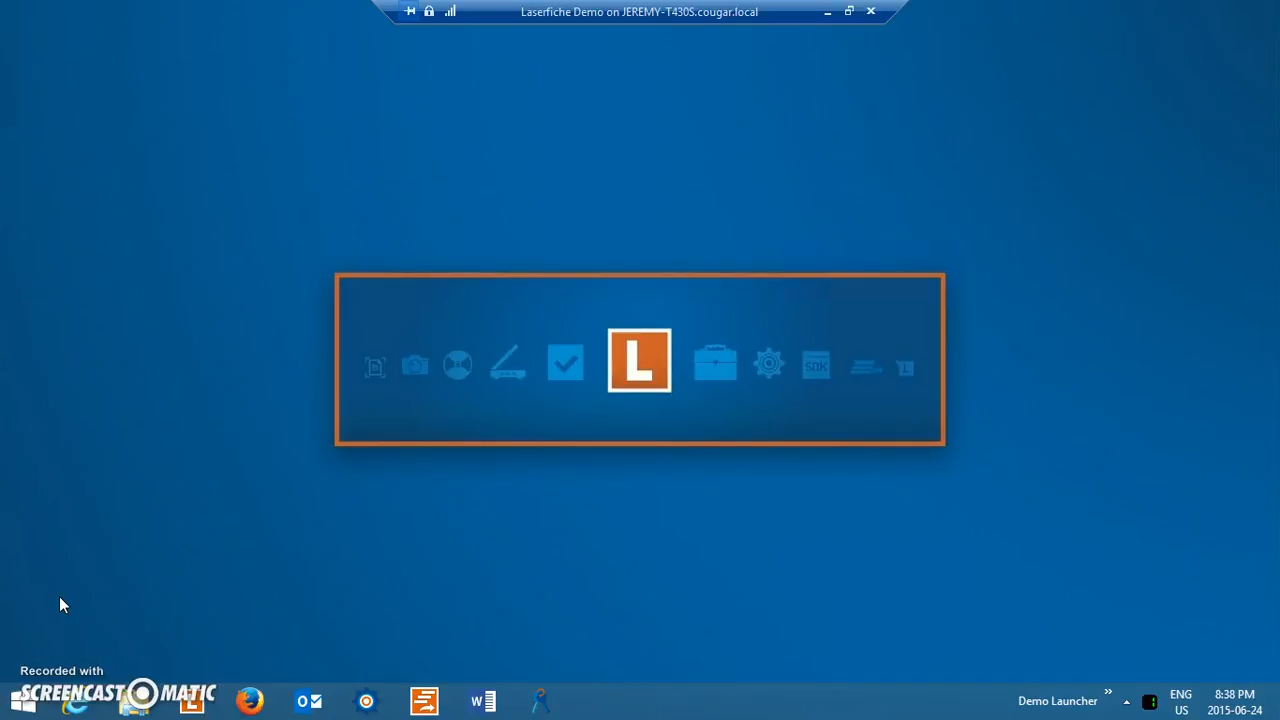 Laserfiche Demo on JEREMY-T430S.cougar.local
L
SDK
L
Recorded with
SCREENCAST MATIC
L
O
W
Demo Launcher
ENG
US
8:38 PM
2015-06-24